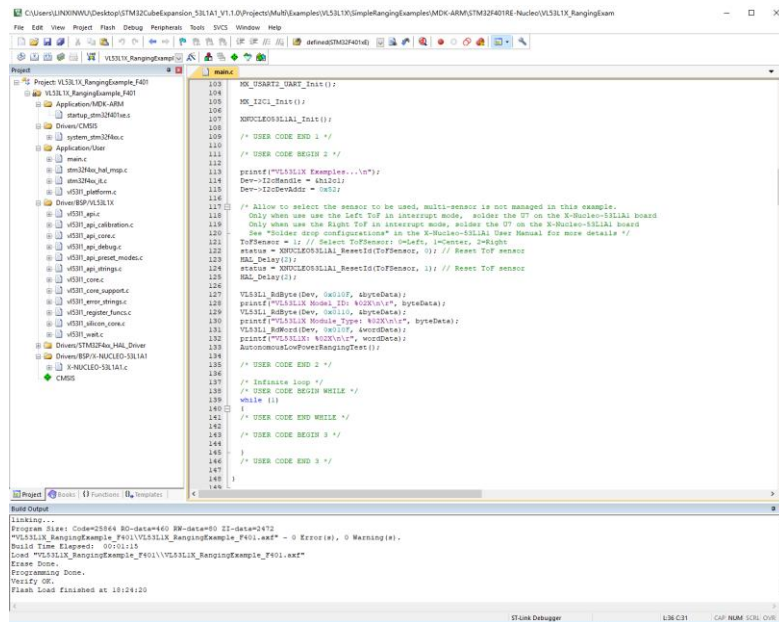 C:\Users\LINXINWU\Desktop\STM32CubeExpansion_53L1A1_V1.1.0\Projects\Multi\Examples\VL53L1X\SimpleRangingExamples\MDK-ARM\STM32F401RE-Nucleo\VL53L1X_RangingExam
File Edit View Project Flash Debug Peripherals Tools SVCS Window Help
defined(STM32F401xE)
VL53L1X_RangingExampl
Project
main.c
Project: VL53L1X_RangingExample_F401
VL53L1X_RangingExample_F401
Application/MDK-ARM
startup_stm32f401xe.s
Drivers/CMSIS
system_stm32f4xx.c
Application/User
main.c
stm32f4xx_hal_msp.c
stm32f4xx_it.c
vl53l1_platform.c
Driver/BSP/VL53L1X
vl53l1_api.c
vl53l1_api_calibration.c
vl53l1_api_core.c
vl53l1_api_debug.c
vl53l1_api_preset_modes.c
vl53l1_api_strings.c
vl53l1_core.c
vl53l1_core_support.c
vl53l1_error_strings.c
vl53l1_register_funcs.c
vl53l1_silicon_core.c
vl53l1_wait.c
Drivers/STM32F4xx_HAL_Driver
Drivers/BSP/X-NUCLEO-53L1A1
X-NUCLEO-53L1A1.c
CMSIS
103 MX_USART2_UART_Init();
104
105 MX_I2C1_Init();
106
107 XNUCLEO53L1A1_Init();
108
109 /* USER CODE END 1 */
110
111 /* USER CODE BEGIN 2 */
112
113 printf("VL53L1X Examples...\n");
114 Dev->I2cHandle = &hi2c1;
115 Dev->I2cDevAddr = 0x52;
116
117 /* Allow to select the sensor to be used, multi-sensor is not managed in this example.
118 Only when use use the Left ToF in interrupt mode, solder the U7 on the X-Nucleo-53L1A1 board
119 Only when use the Right ToF in interrupt mode, solder the U7 on the X-Nucleo-53L1A1 board
120 See "Solder drop configurations" in the X-Nucleo-53L1A1 User Manual for more details */
121 ToFSensor = 1; // Select ToFSensor: 0=Left, 1=Center, 2=Right
122 status = XNUCLEO53L1A1_ResetId(ToFSensor, 0); // Reset ToF sensor
123 HAL_Delay(2);
124 status = XNUCLEO53L1A1_ResetId(ToFSensor, 1); // Reset ToF sensor
125 HAL_Delay(2);
126
127 VL53L1_RdByte(Dev, 0x010F, &byteData);
128 printf("VL53L1X Model_ID: %02X\n\r", byteData);
129 VL53L1_RdByte(Dev, 0x0110, &byteData);
130 printf("VL53L1X Module_Type: %02X\n\r", byteData);
131 VL53L1_RdWord(Dev, 0x010F, &wordData);
132 printf("VL53L1X: %02X\n\r", wordData);
133 AutonomousLowPowerRangingTest();
134
135 /* USER CODE END 2 */
136
137 /* Infinite loop */
138 /* USER CODE BEGIN WHILE */
139 while (1)
140 {
141 /* USER CODE END WHILE */
142
143 /* USER CODE BEGIN 3 */
144
145 }
146 /* USER CODE END 3 */
147
148 }
149
Project Books Functions Templates
Build Output
linking...
Program Size: Code=25864 RO-data=460 RW-data=80 ZI-data=2472
"VL53L1X_RangingExample_F401\VL53L1X_RangingExample_F401.axf" - 0 Error(s), 0 Warning(s).
Build Time Elapsed: 00:01:15
Load "VL53L1X_RangingExample_F401\\VL53L1X_RangingExample_F401.axf"
Erase Done.
Programming Done.
Verify OK.
Flash Load finished at 18:24:20
ST-Link Debugger L:36 C:31 CAP NUM SCRL OVR